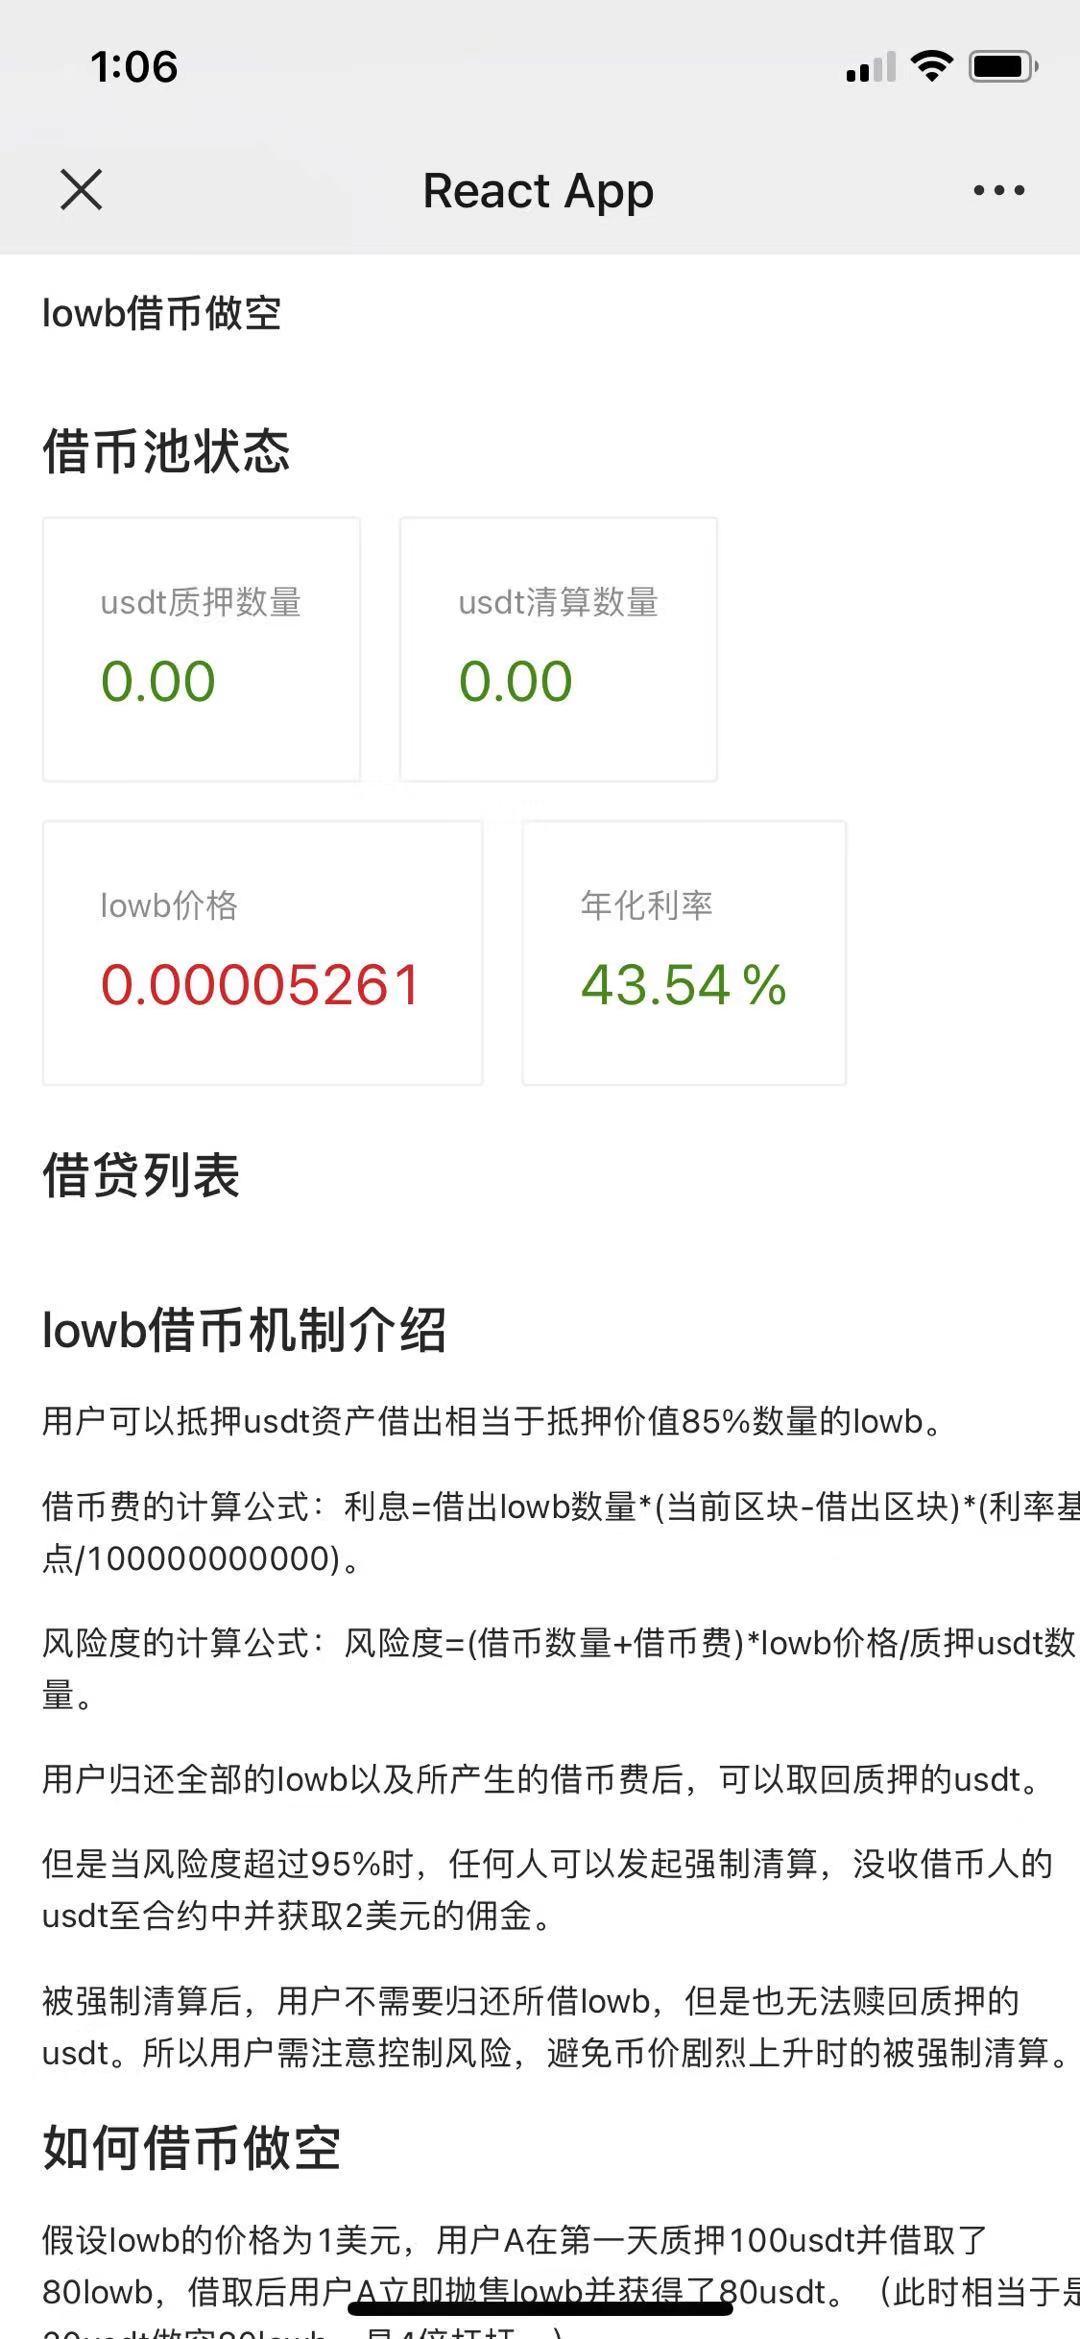 1:06
React App
lowb借币做空
借币池状态
usdt质押数量
usdt清算数量
0.00
0.00
lowb价格
年化利率
0.00005261
43.54%
借贷列表
lowb借币机制介绍
用户可以抵押usdt资产借出相当于抵押价值85%数量的lowb。
借币费的计算公式：利息=借出lowb数量*(当前区块-借出区块)*(利率基
点/100000000000)。
风险度的计算公式：风险度=(借币数量+借币费)*lowb价格/质押usdt数
量。
用户归还全部的lowb以及所产生的借币费后，可以取回质押的usdt。
但是当风险度超过95%时，任何人可以发起强制清算，没收借币人的
usdt至合约中并获取2美元的佣金。
被强制清算后，用户不需要归还所借lowb，但是也无法赎回质押的
usdt。所以用户需注意控制风险，避免币价剧烈上升时的被强制清算。
如何借币做空
假设lowb的价格为1美元，用户A在第一天质押100usdt并借取了
80lowb，借取后用户A立即抛售lowb并获得了80usdt。（此时相当于是